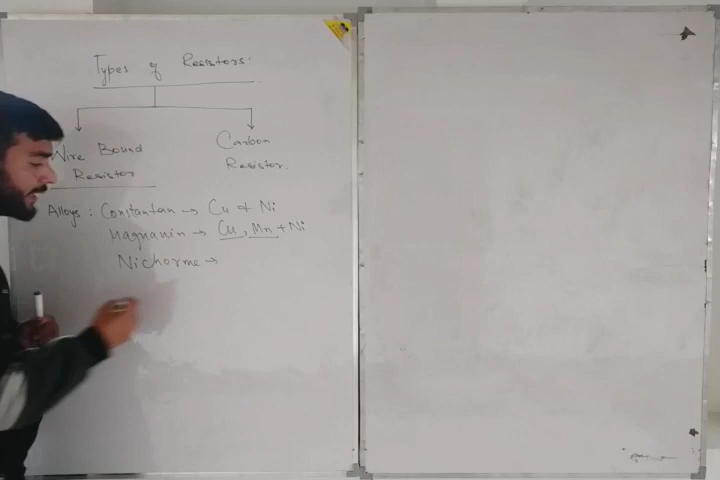 Types of Resistors:
Wire Bound
Resistor
Carbon
Resistor.
Alloys: Constantan → Cu & Ni
Magnanin → Cu, Mn + Ni
Nichorme →